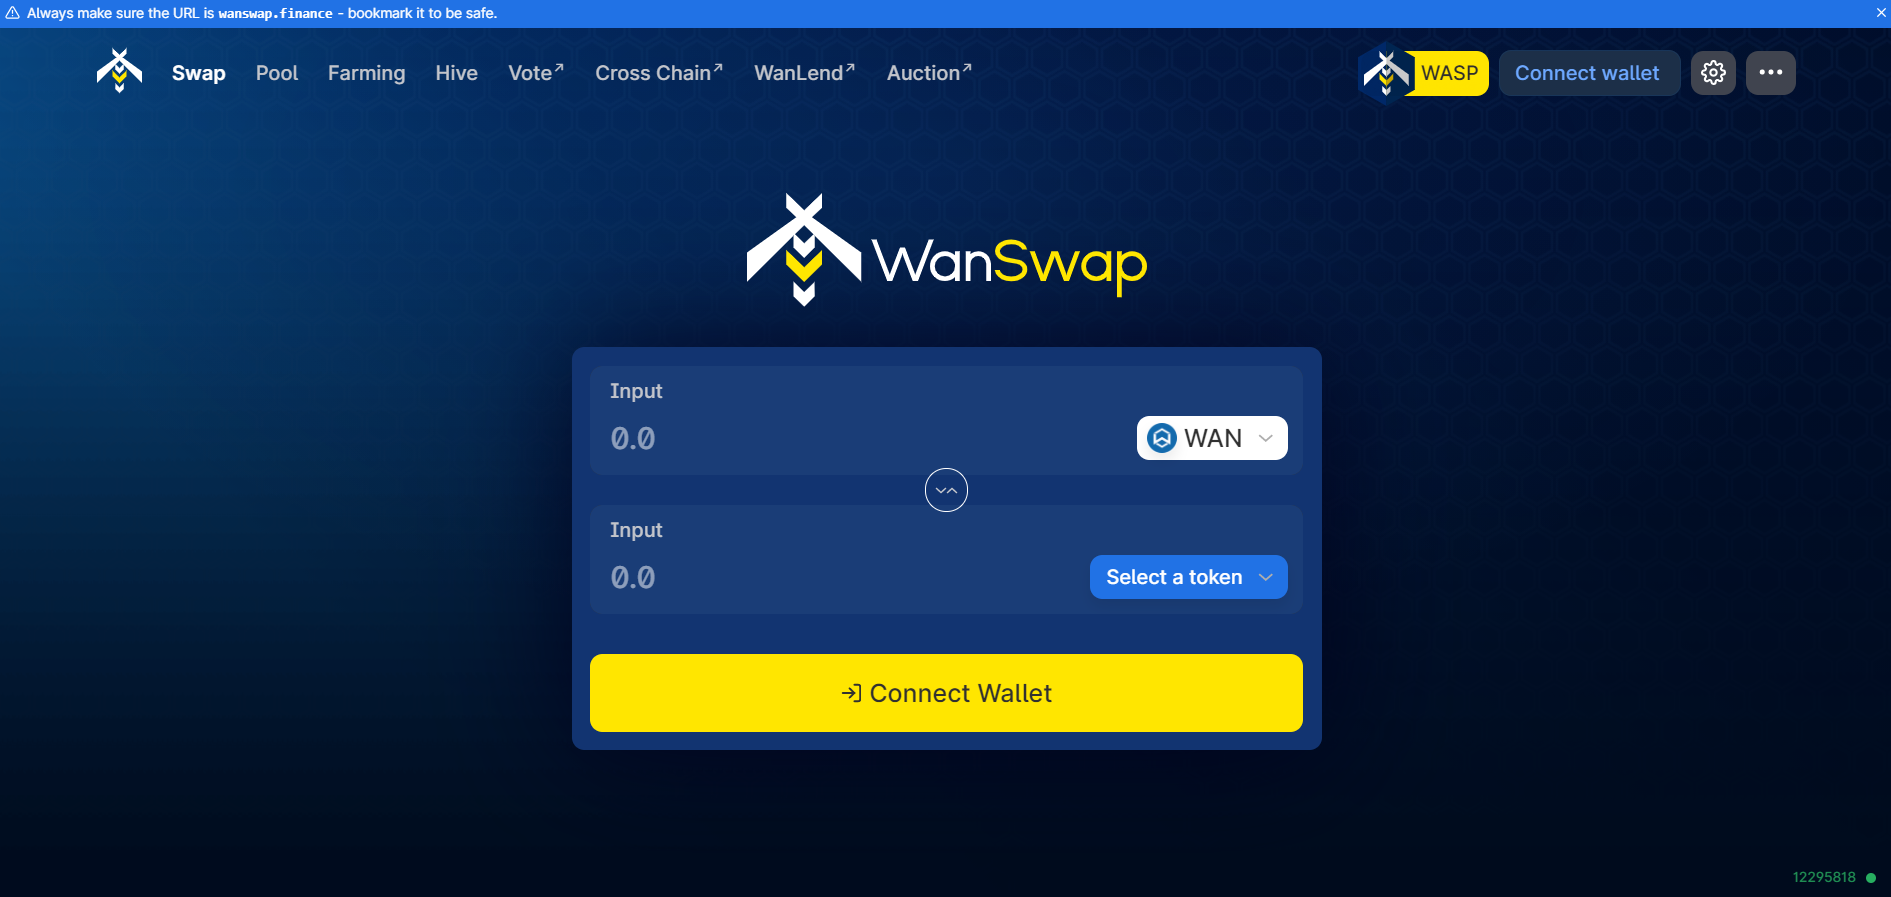 Always make sure the URL is wanswap.finance - bookmark it to be safe.
Swap Pool Farming Hive Vote↗ Cross Chain↗ WanLend↗ Auction↗ WASP Connect wallet
WanSwap
Input
0.0 WAN
Input
0.0 Select a token
Connect Wallet
12295818